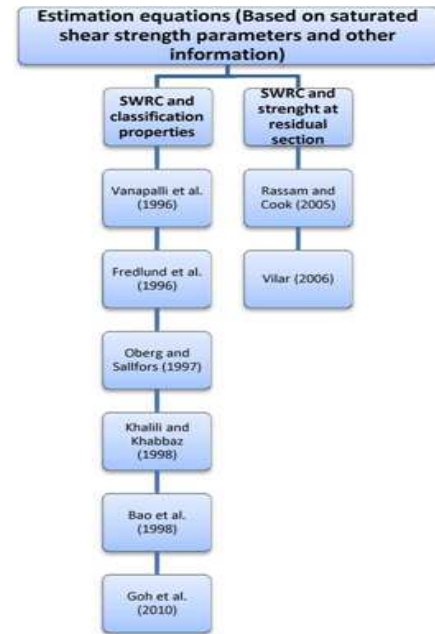 Estimation equations (Based on saturated
shear strength parameters and other
information)
SWRC and
classification
properties
Vanapalli et al.
(1996)
Fredlund et al.
(1996)
Oberg and
Sallfors (1997)
Khalili and
Khabbaz
(1998)
Bao et al.
(1998)
Goh et al.
(2010)
SWRC and
strenght at
residual
section
Rassam and
Cook (2005)
Vilar (2006)